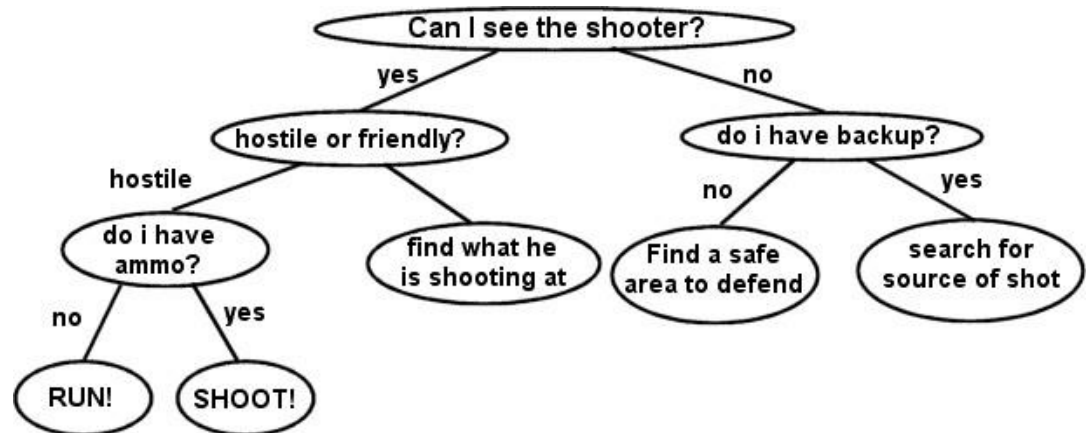 Can I see the shooter?
yes
no
hostile or friendly?
do i have backup?
hostile
no
yes
do i have
ammo?
find what he
is shooting at
Find a safe
area to defend
search for
source of shot
no
yes
RUN!
SHOOT!